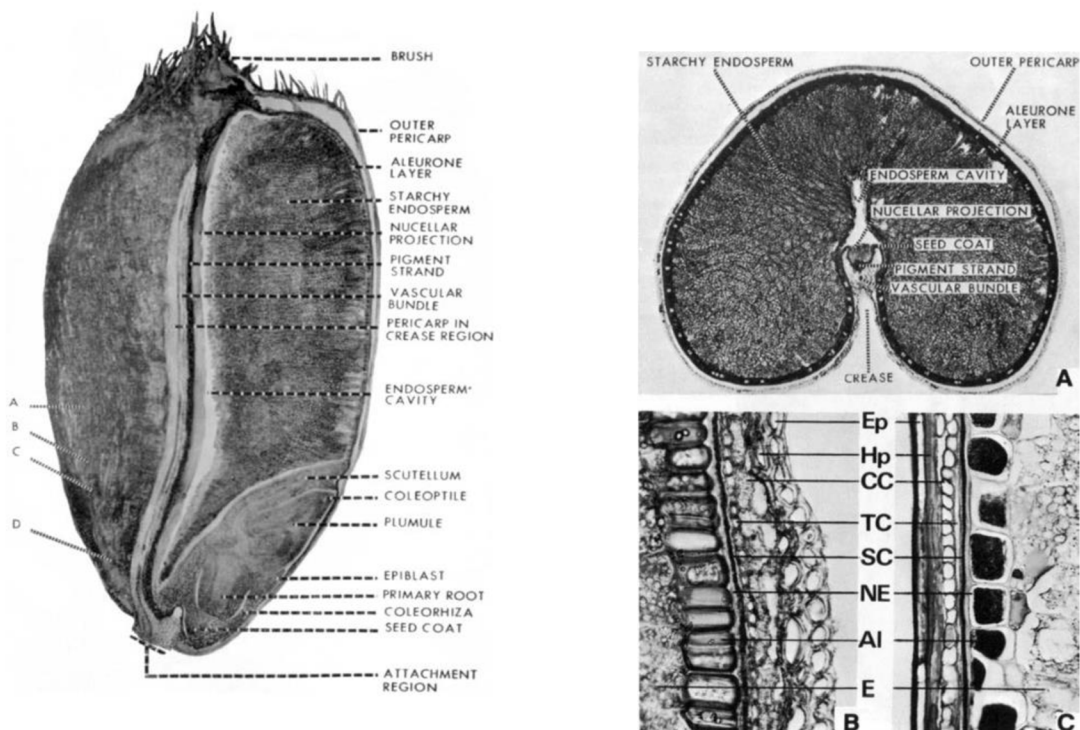 BRUSH
OUTER
PERICARP
ALEURONE
LAYER
STARCHY
ENDOSPERM
NUCELLAR
PROJECTION
PIGMENT
STRAND
VASCULAR
BUNDLE
PERICARP IN
CREASE REGION
ENDOSPERM
CAVITY
A
B
C
D
SCUTELLUM
COLEOPTILE
PLUMULE
EPIBLAST
PRIMARY ROOT
COLEORHIZA
SEED COAT
ATTACHMENT
REGION
STARCHY ENDOSPERM
OUTER PERICARP
ALEURONE
LAYER
ENDOSPERM CAVITY
NUCELLAR PROJECTION
SEED COAT
PIGMENT STRAND
VASCULAR BUNDLE
CREASE
A
Ep
Hp
CC
TC
SC
NE
Al
E
B
C